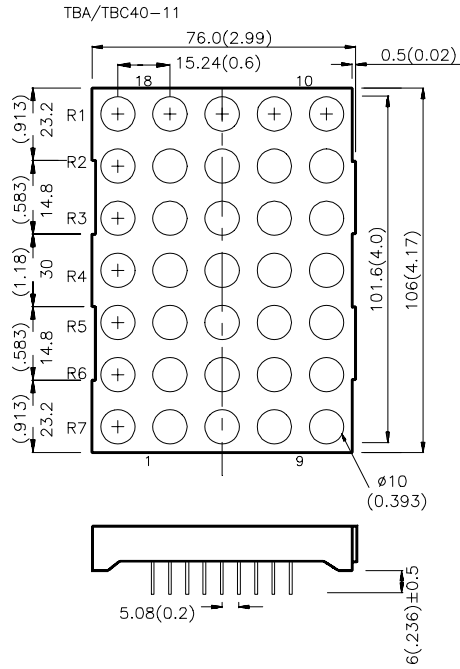 TBA/TBC40-11
76.0(2.99)
15.24(0.6)
0.5(0.02)
18
10
R1
R2
R3
R4
R5
R6
R7
23.2
(.913)
14.8
(.583)
30
(1.18)
14.8
(.583)
23.2
(.913)
101.6(4.0)
106(4.17)
1
9
ø10
(0.393)
5.08(0.2)
6(.236)±0.5